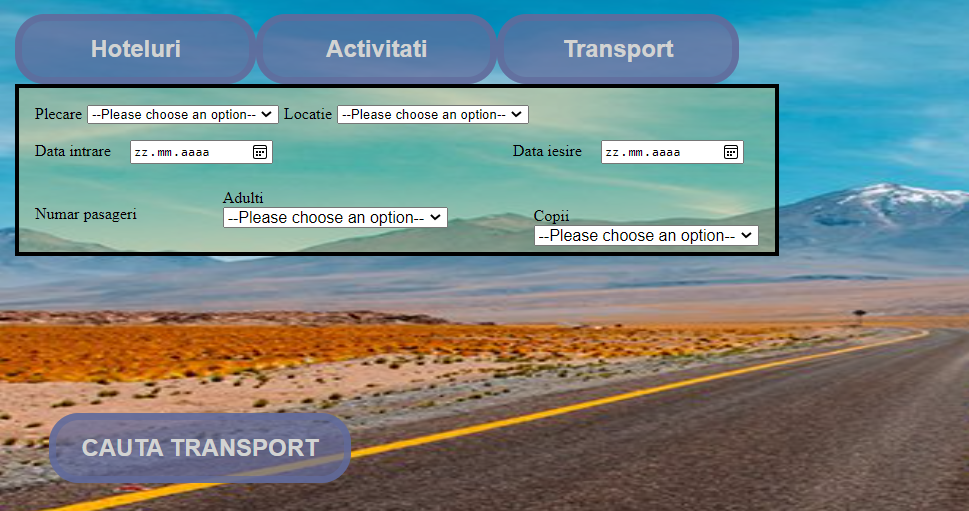 Hoteluri Activitati Transport
Plecare --Please choose an option-- Locatie --Please choose an option--
Data intrare zz.mm.aaaa Data iesire zz.mm.aaaa
Adulti
Numar pasageri --Please choose an option--
Copii
--Please choose an option--
CAUTA TRANSPORT